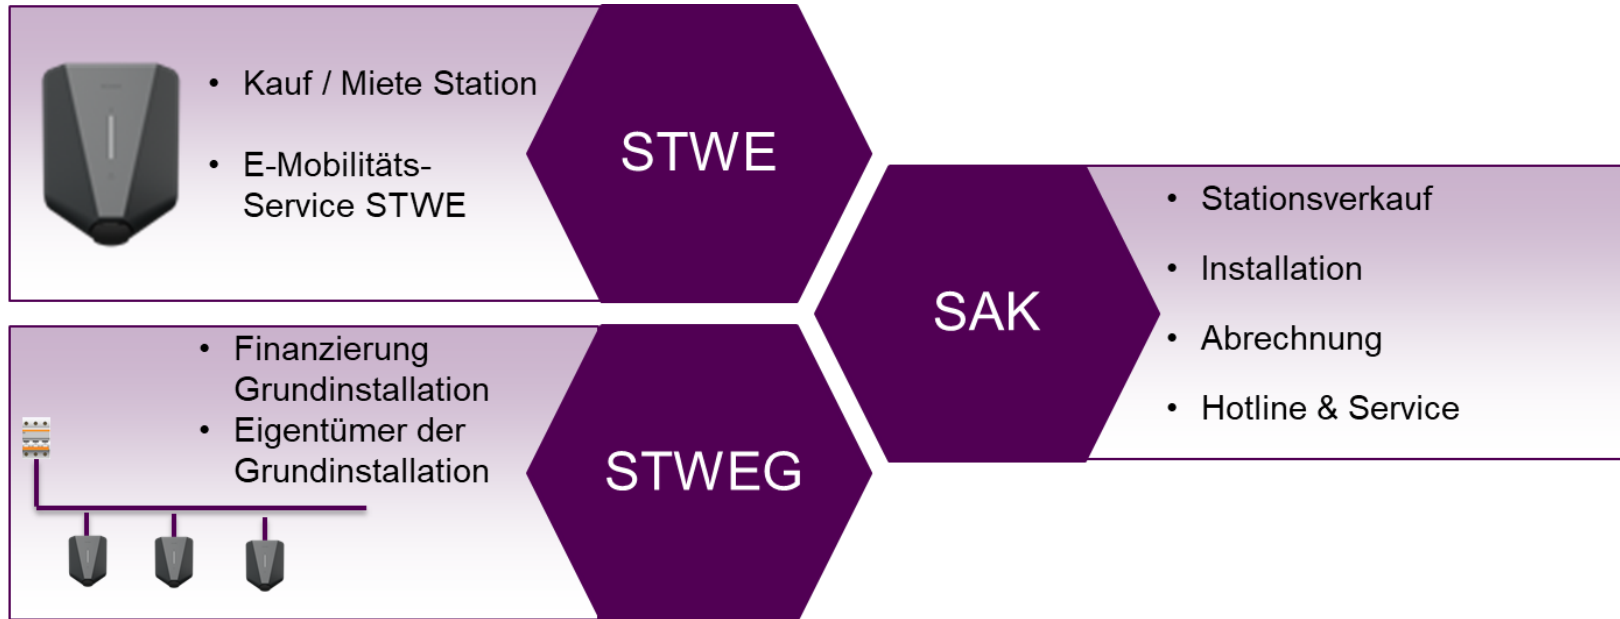 • Kauf / Miete Station
• E-Mobilitäts-
Service STWE
STWE
• Finanzierung
Grundinstallation
• Eigentümer der
Grundinstallation
STWEG
SAK
• Stationsverkauf
• Installation
• Abrechnung
• Hotline & Service